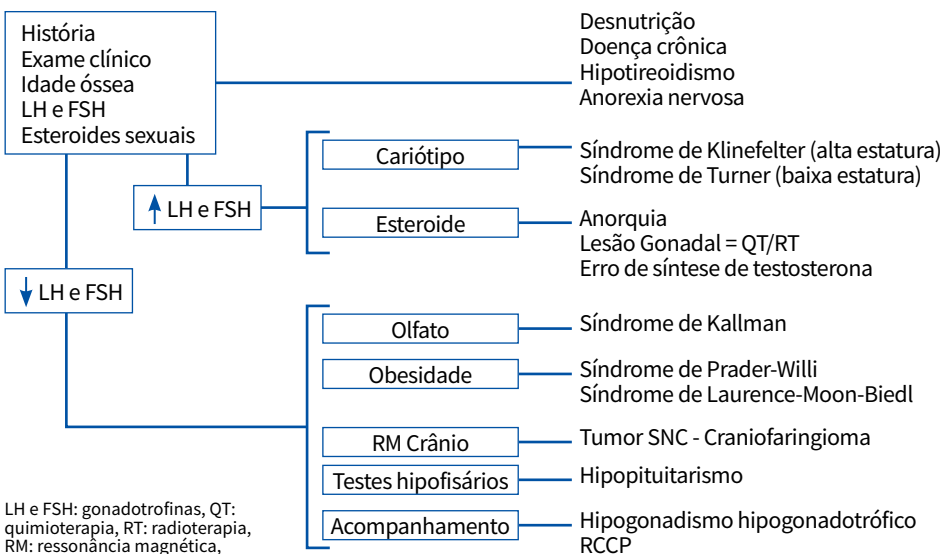 História
Exame clínico
Idade óssea
LH e FSH
Esteroides sexuais
Desnutrição
Doença crônica
Hipotireoidismo
Anorexia nervosa
↑ LH e FSH
Cariótipo
Síndrome de Klinefelter (alta estatura)
Síndrome de Turner (baixa estatura)
Esteroide
Anorquia
Lesão Gonadal = QT/RT
Erro de síntese de testosterona
↓ LH e FSH
Olfato
Síndrome de Kallman
Obesidade
Síndrome de Prader-Willi
Síndrome de Laurence-Moon-Biedl
RM Crânio
Tumor SNC - Craniofaringioma
Testes hipofisários
Hipopituitarismo
Acompanhamento
Hipogonadismo hipogonadotrófico
RCCP
LH e FSH: gonadotrofinas, QT:
quimioterapia, RT: radioterapia,
RM: ressonância magnética,